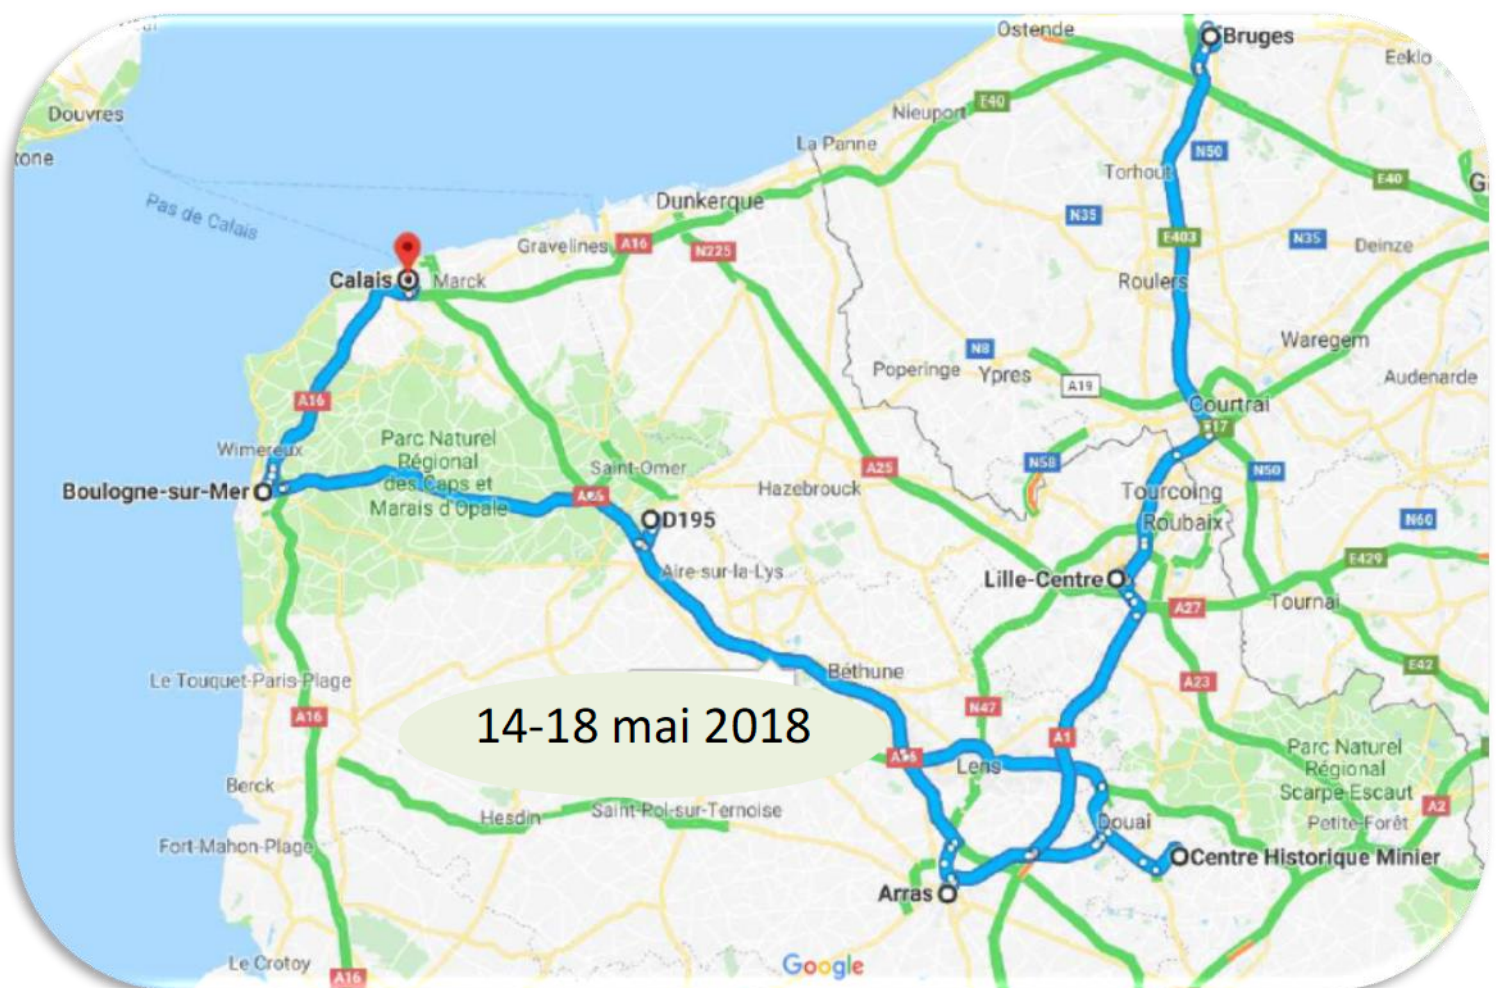 Ostende
Bruges
Eeklo
Douvres
Nieuport
E40
tone
La Panne
N50
Torhout
E40
Pas de Calais
Dunkerque
N35
Gravelines
A16
N225
E403
N35
Deinze
Calais
Marck
Roulers
Waregem
N8
Poperinge
Ypres
A19
Audenarde
A16
Courtrai
E17
Wimereux
Parc Naturel
Régional
des Caps et
Marais d'Opale
Saint-Omer
A25
N58
N50
Boulogne-sur-Mer
Hazebrouck
Tourcoing
Roubaix
N60
D195
E429
Aire-sur-la-Lys
Lille-Centre
A27
Tournai
E42
Le Touquet-Paris-Plage
Béthune
A23
A16
14-18 mai 2018
N47
A1
Lens
Parc Naturel
Régional
Scarpe-Escaut
Berck
A2
Hesdin
Saint-Pol-sur-Ternoise
Douai
Petite-Forêt
Fort-Mahon-Plage
Centre Historique Minier
Arras
Le Crotoy
A16
Google